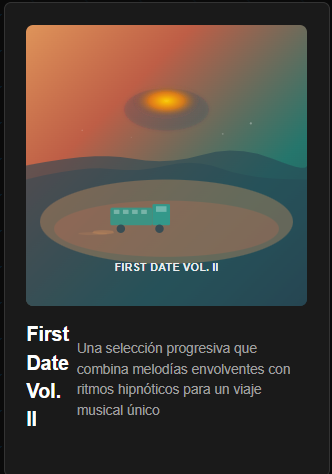 FIRST DATE VOL. II
First
Date
Vol.
II
Una selección progresiva que
combina melodías envolventes con
ritmos hipnóticos para un viaje
musical único